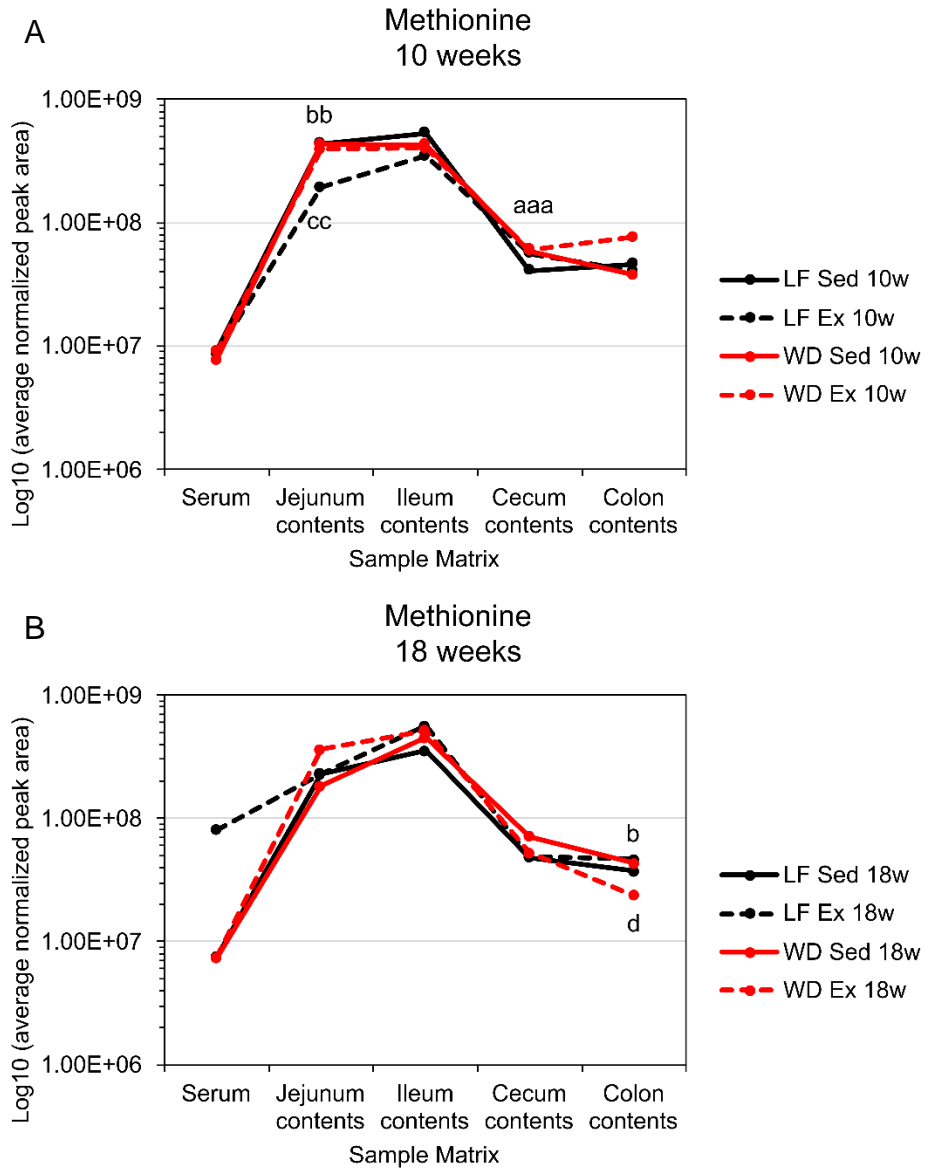 A
Methionine
10 weeks
Log10 (average normalized peak area)
1.00E+09
1.00E+08
1.00E+07
1.00E+06
bb
cc
aaa
Serum
Jejunum
contents
Ileum
contents
Cecum
contents
Colon
contents
Sample Matrix
LF Sed 10w
LF Ex 10w
WD Sed 10w
WD Ex 10w
B
Methionine
18 weeks
Log10 (average normalized peak area)
1.00E+09
1.00E+08
1.00E+07
1.00E+06
b
d
Serum
Jejunum
contents
Ileum
contents
Cecum
contents
Colon
contents
Sample Matrix
LF Sed 18w
LF Ex 18w
WD Sed 18w
WD Ex 18w